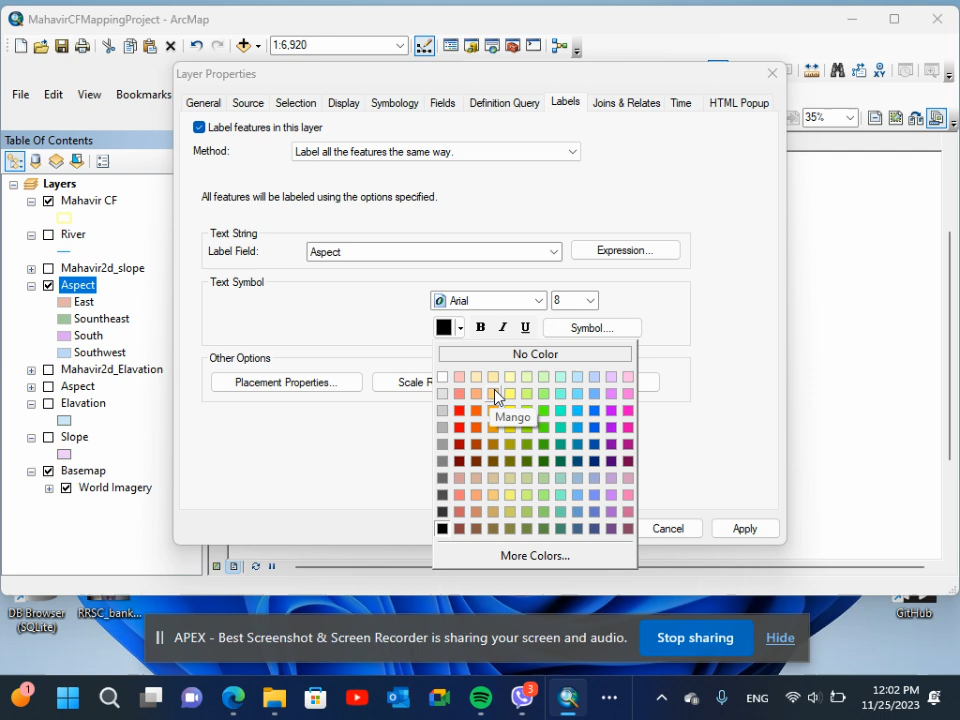 MahavirCFMappingProject - ArcMap
1:6,920
File Edit View Bookmarks
35%
Table Of Contents
Layers
Mahavir CF
River
Mahavir2d_slope
Aspect
East
Sountheast
South
Southwest
Mahavir2d_Elavation
Aspect
Elavation
Slope
Basemap
World Imagery
Layer Properties
General Source Selection Display Symbology Fields Definition Query Labels Joins & Relates Time HTML Popup
Label features in this layer
Method: Label all the features the same way.
All features will be labeled using the options specified.
Text String
Label Field: Aspect Expression...
Text Symbol
Arial 8
B I U Symbol....
Other Options
Placement Properties... Scale R
No Color
Mango
More Colors...
Cancel Apply
DB Browser (SQLite)
RRSC_bank...
GitHub
APEX - Best Screenshot & Screen Recorder is sharing your screen and audio. Stop sharing Hide
1
3
ENG
12:02 PM
11/25/2023